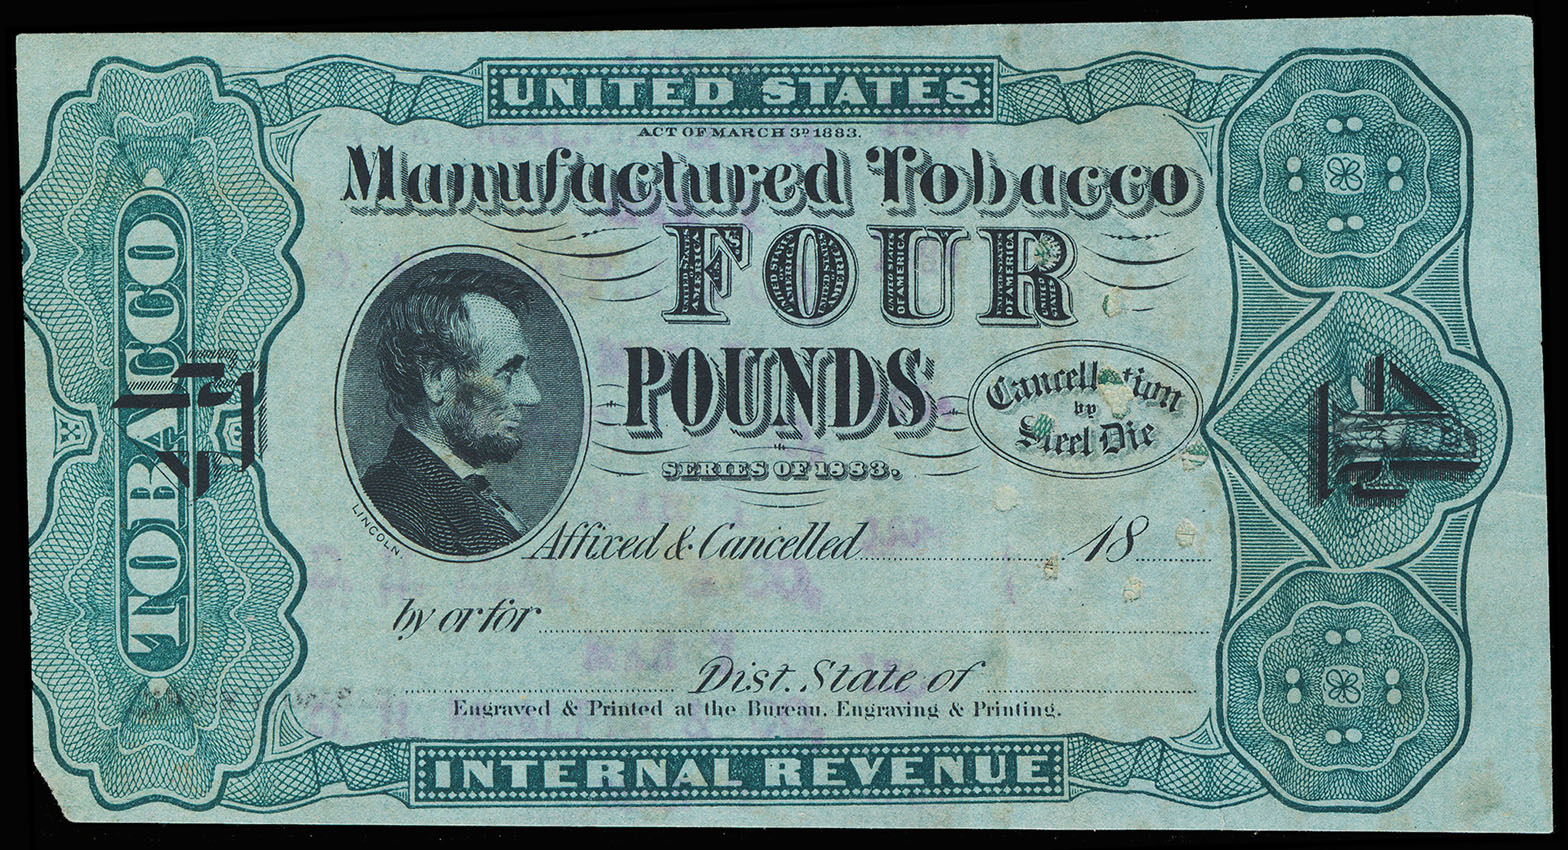 UNITED STATES
ACT OF MARCH 3D 1883.
Manufactured Tobacco
FOUR
POUNDS
SERIES OF 1883.
Cancellation
by
Steel Die
LINCOLN.
Affixed & Cancelled 18
by or for
Dist. State of
Engraved & Printed at the Bureau, Engraving & Printing.
INTERNAL REVENUE
TOBACCO
4